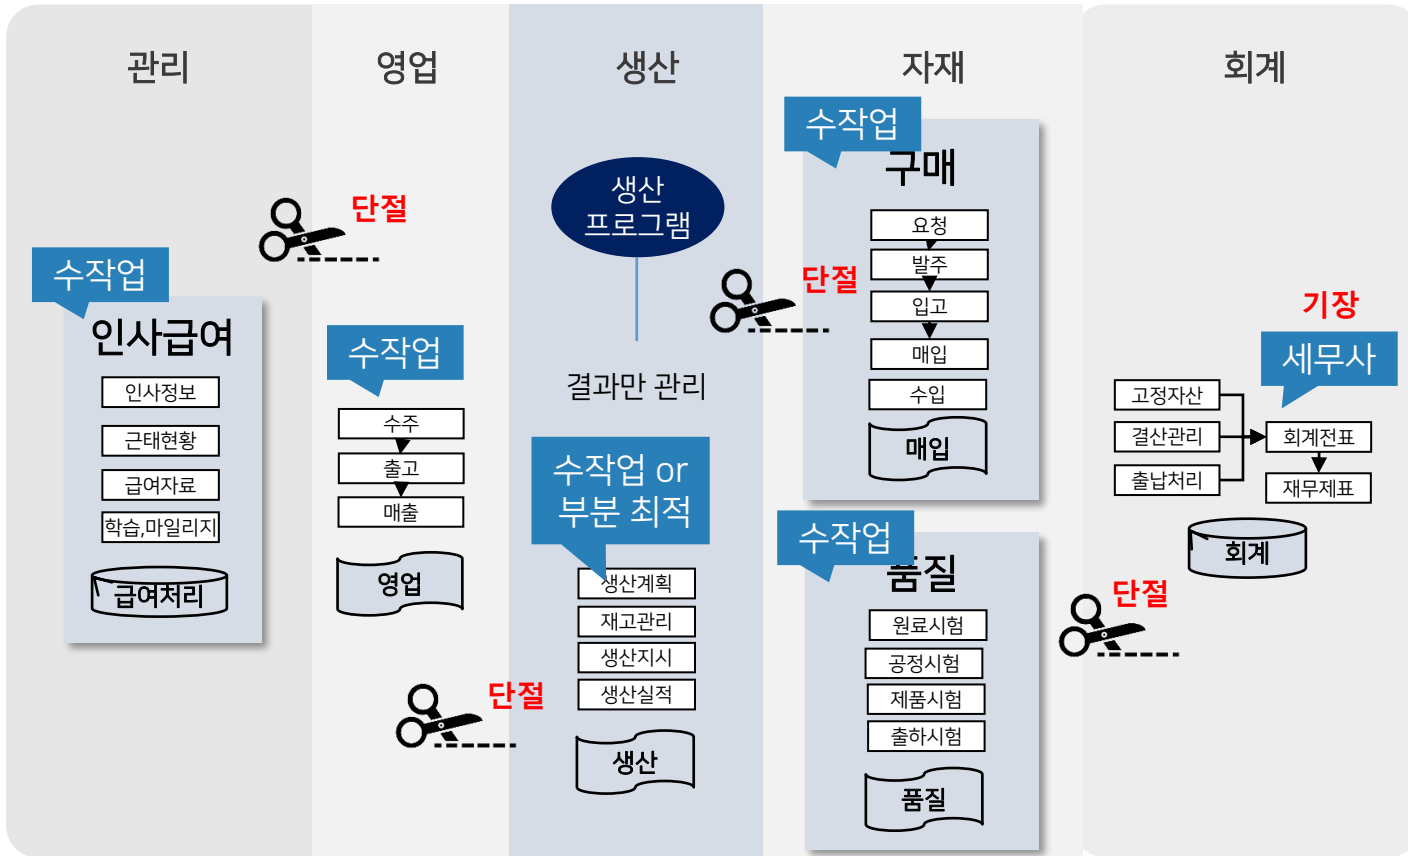 관리
영업
생산
자재
회계
단절
수작업
인사급여
인사정보
근태현황
급여자료
학습,마일리지
급여처리
수작업
수주
출고
매출
영업
단절
생산
프로그램
결과만 관리
수작업 or
부분 최적
생산계획
재고관리
생산지시
생산실적
생산
단절
수작업
구매
요청
발주
입고
매입
수입
매입
수작업
품질
원료시험
공정시험
제품시험
출하시험
품질
단절
기장
세무사
고정자산
결산관리
출납처리
회계전표
재무제표
회계